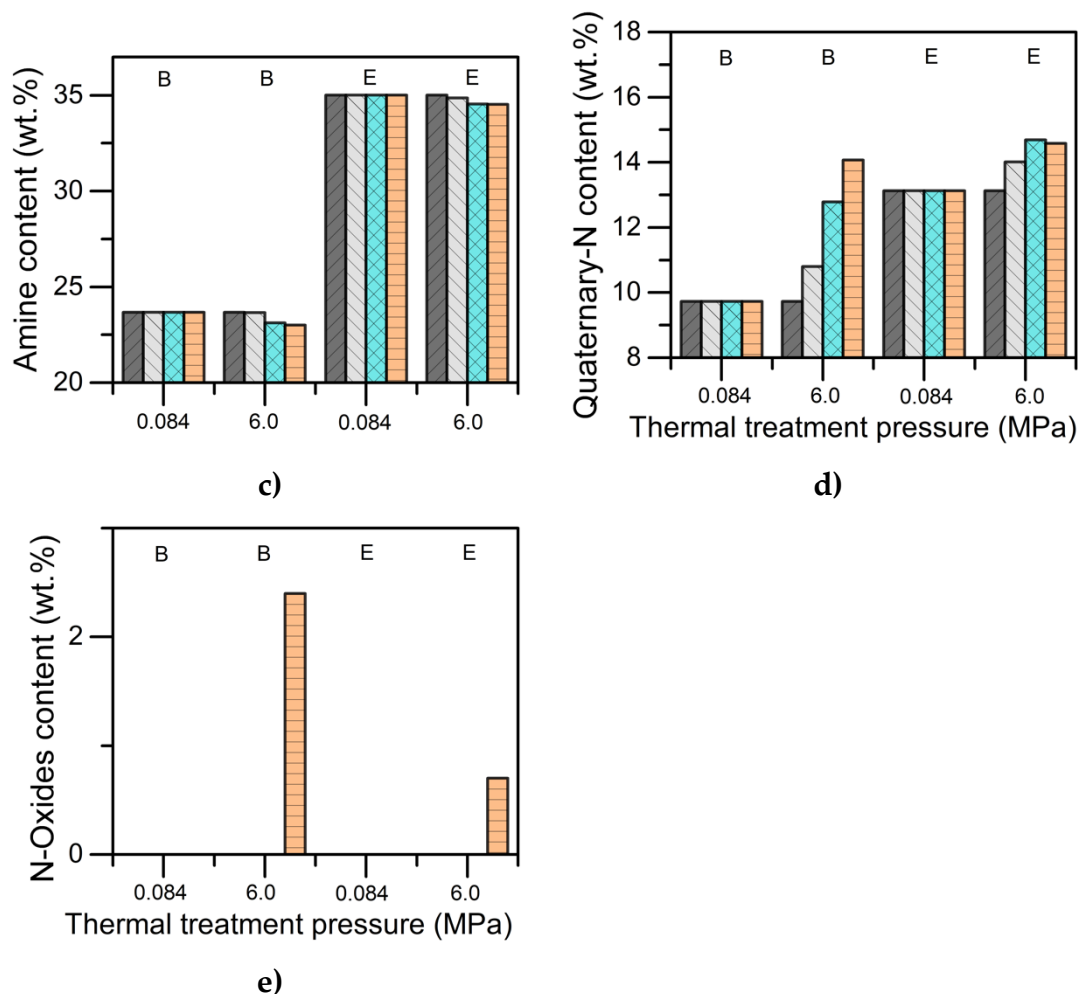 Amine content (wt.%)
35
30
25
20
B B E E
0.084 6.0 0.084 6.0
c)
Quaternary-N content (wt.%)
18
16
14
12
10
8
B B E E
0.084 6.0 0.084 6.0
Thermal treatment pressure (MPa)
d)
N-Oxides content (wt.%)
2
0
B B E E
0.084 6.0 0.084 6.0
Thermal treatment pressure (MPa)
e)